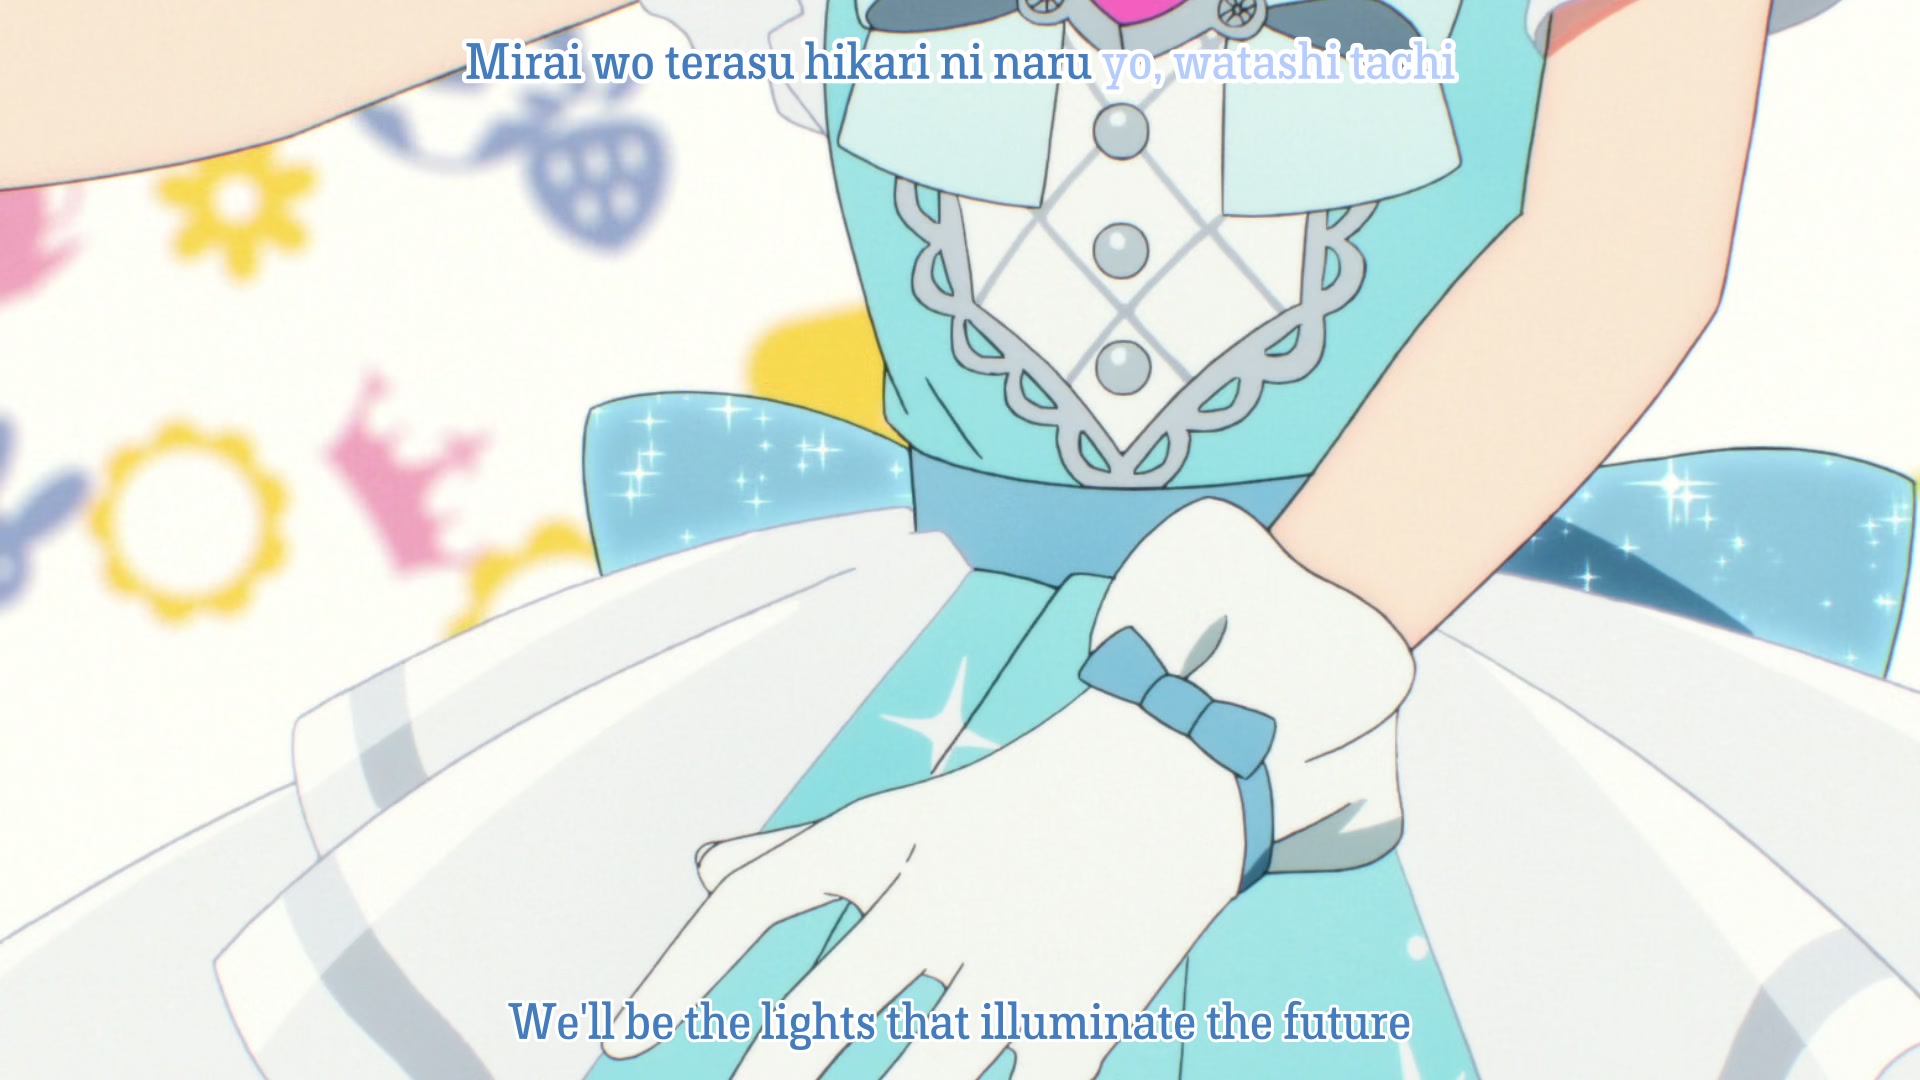 Mirai wo terasu hikari ni naru yo, watashi tachi
We'll be the lights that illuminate the future